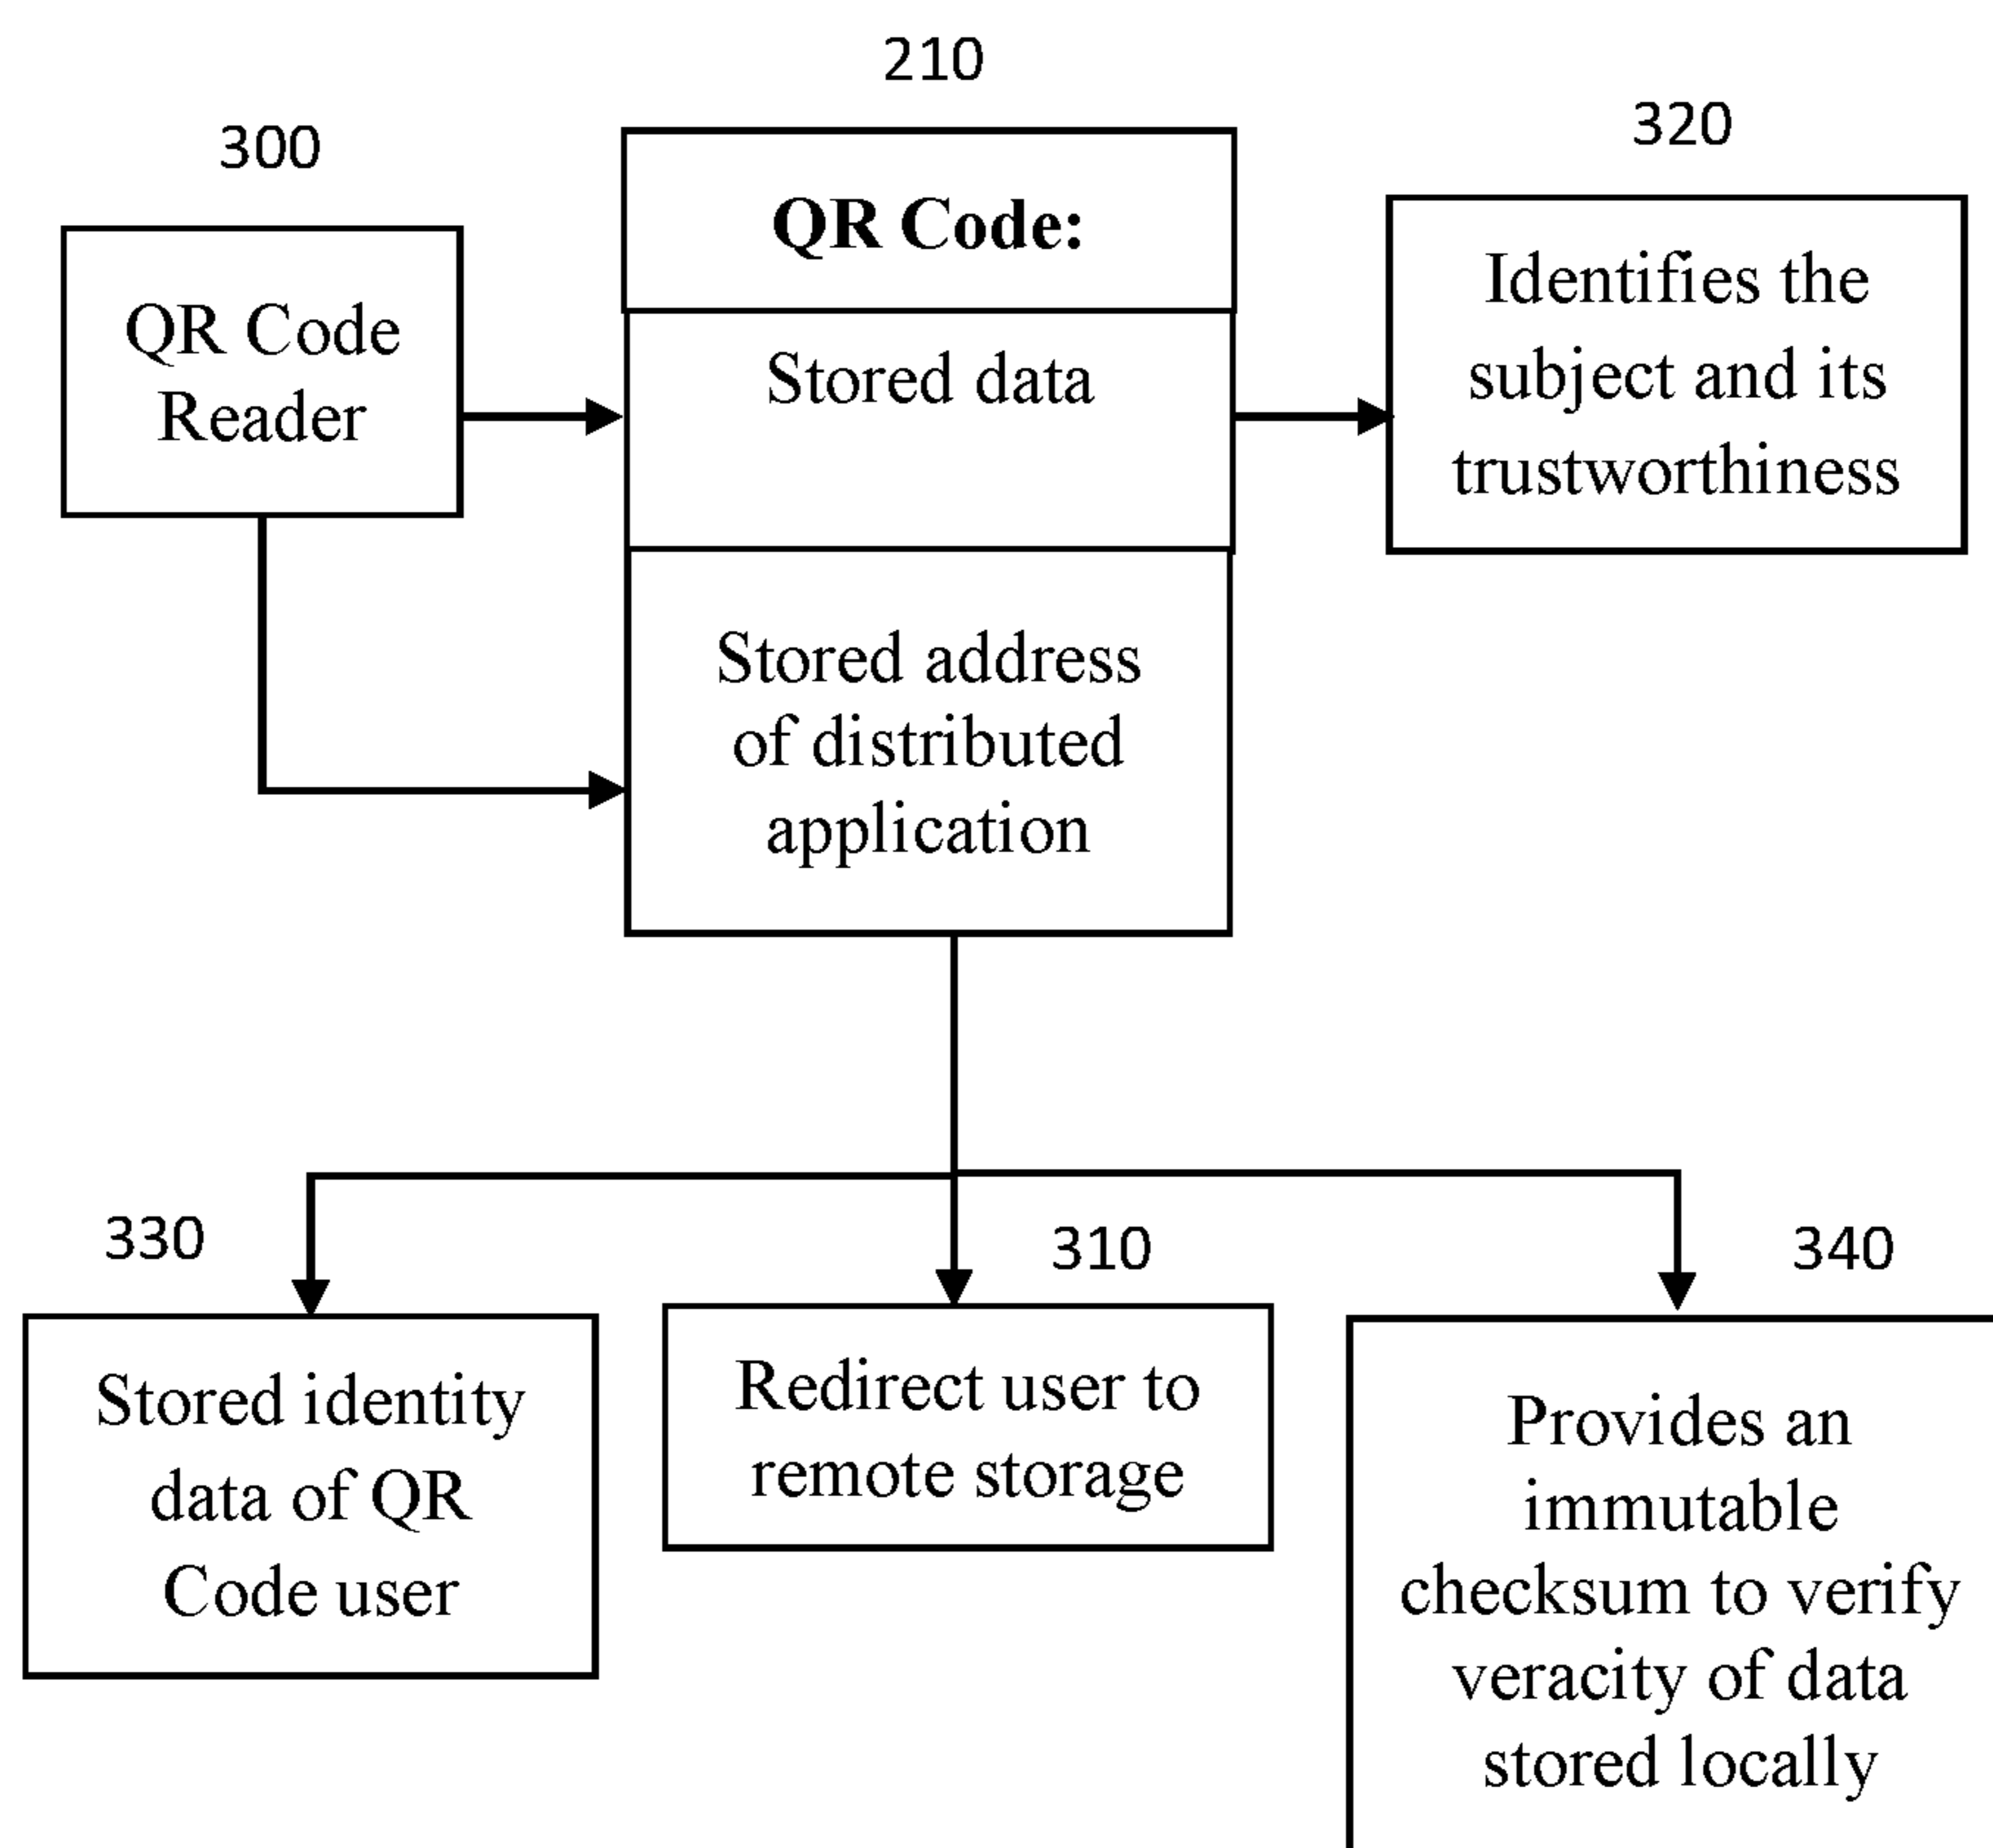 210
300
320
QR Code:
QR Code
Reader
Stored data
Identifies the
subject and its
trustworthiness
Stored address
of distributed
application
330
310
340
Stored identity
data of QR
Code user
Redirect user to
remote storage
Provides an
immutable
checksum to verify
veracity of data
stored locally